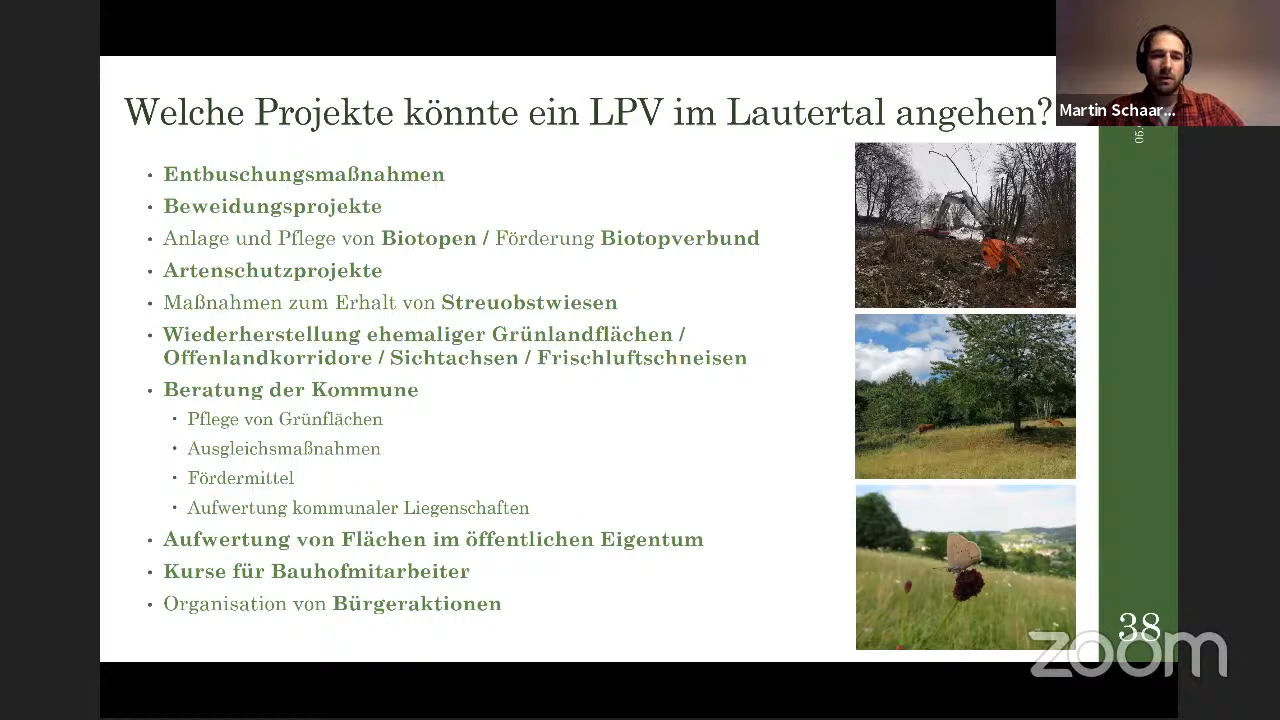 Welche Projekte könnte ein LPV im Lautertal angehen?
Martin Schaar...
05.
• Entbuschungsmaßnahmen
• Beweidungsprojekte
• Anlage und Pflege von Biotopen / Förderung Biotopverbund
• Artenschutzprojekte
• Maßnahmen zum Erhalt von Streuobstwiesen
• Wiederherstellung ehemaliger Grünlandflächen /
Offenlandkorridore / Sichtachsen / Frischluftschneisen
• Beratung der Kommune
• Pflege von Grünflächen
• Ausgleichsmaßnahmen
• Fördermittel
• Aufwertung kommunaler Liegenschaften
• Aufwertung von Flächen im öffentlichen Eigentum
• Kurse für Bauhofmitarbeiter
• Organisation von Bürgeraktionen
38
zoom